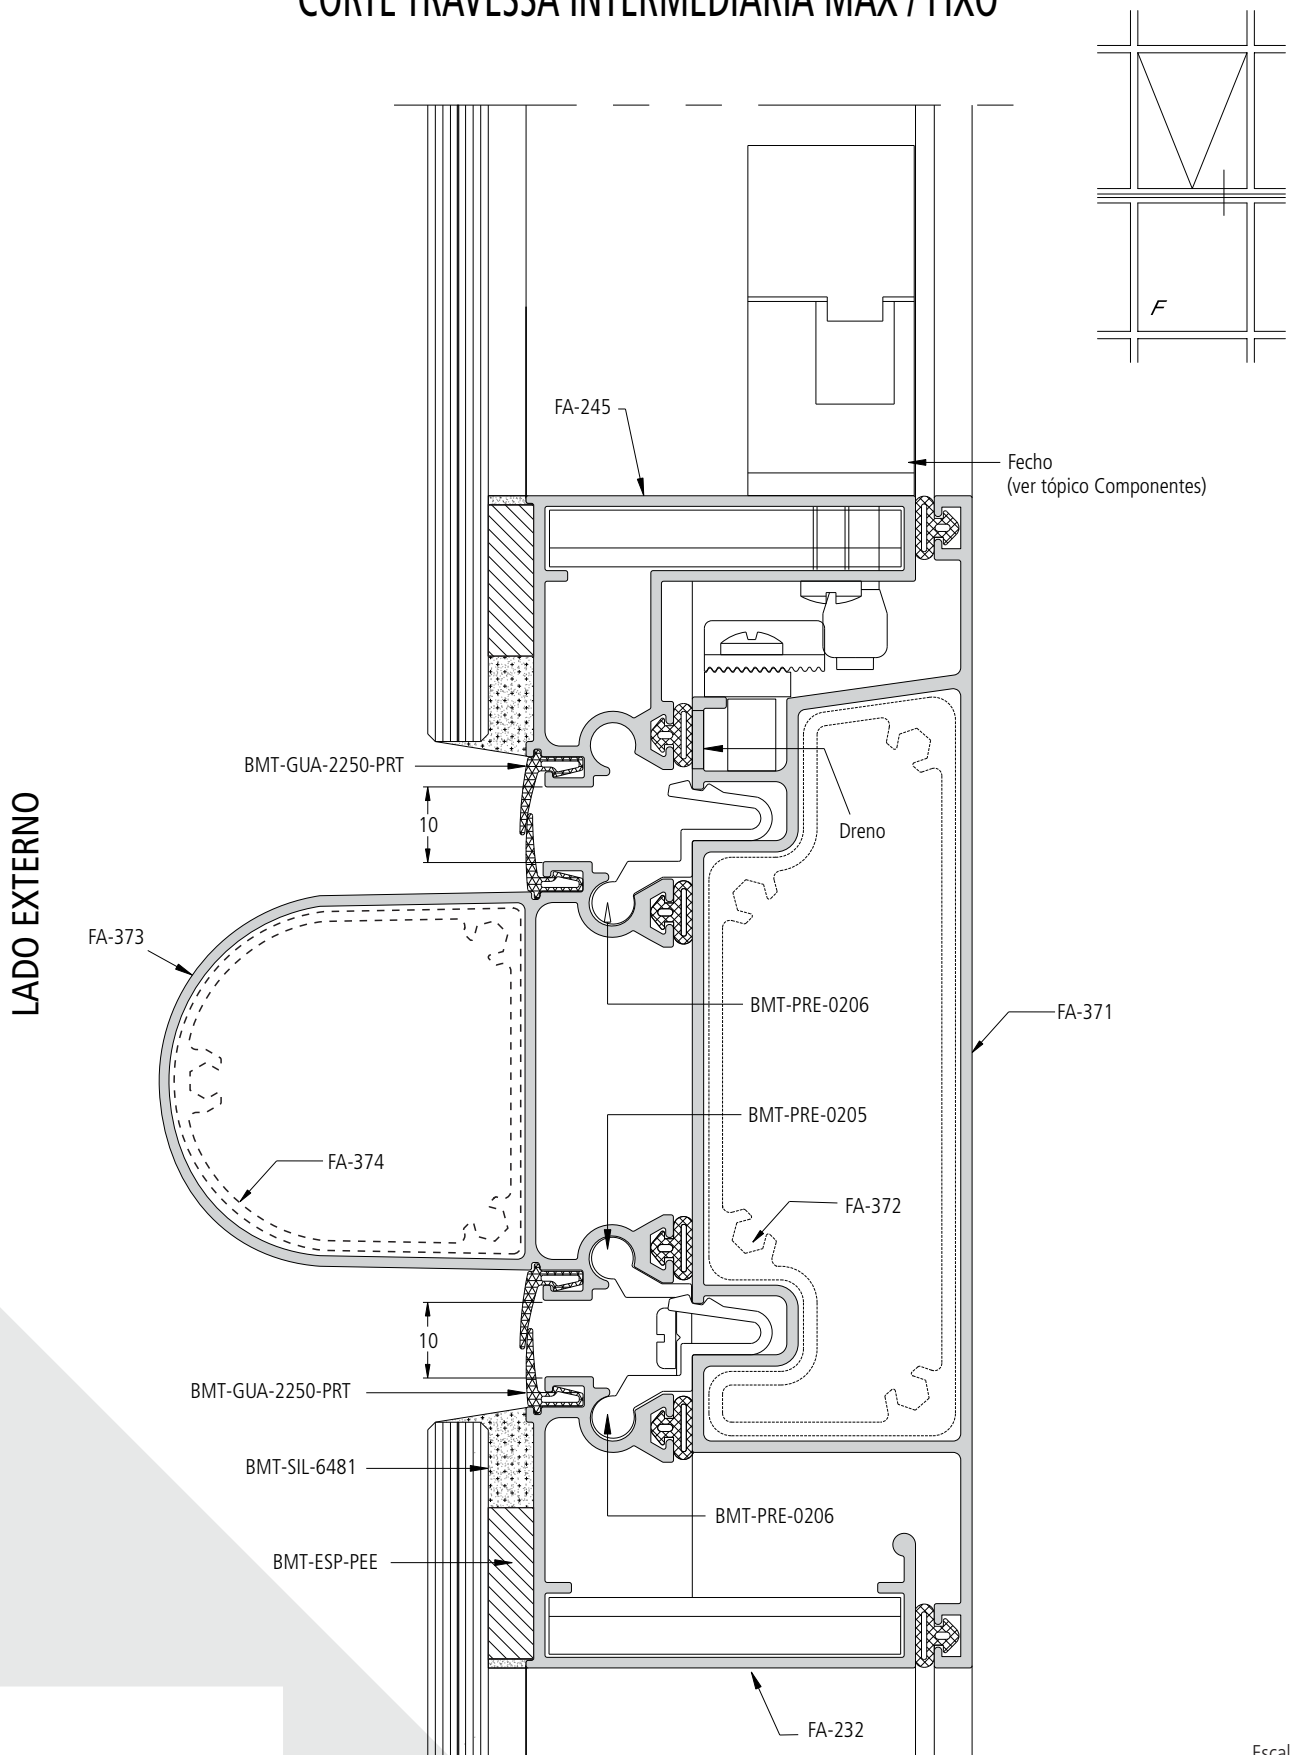 CORTE TRAVESSA INTERMEDIÁRIA MAX / FIXO
F
FA-245
Fecho
(ver tópico Componentes)
BMT-GUA-2250-PRT
10
Dreno
LADO EXTERNO
FA-373
BMT-PRE-0206
FA-371
BMT-PRE-0205
FA-374
FA-372
10
BMT-GUA-2250-PRT
BMT-SIL-6481
BMT-PRE-0206
BMT-ESP-PEE
FA-232
Escal